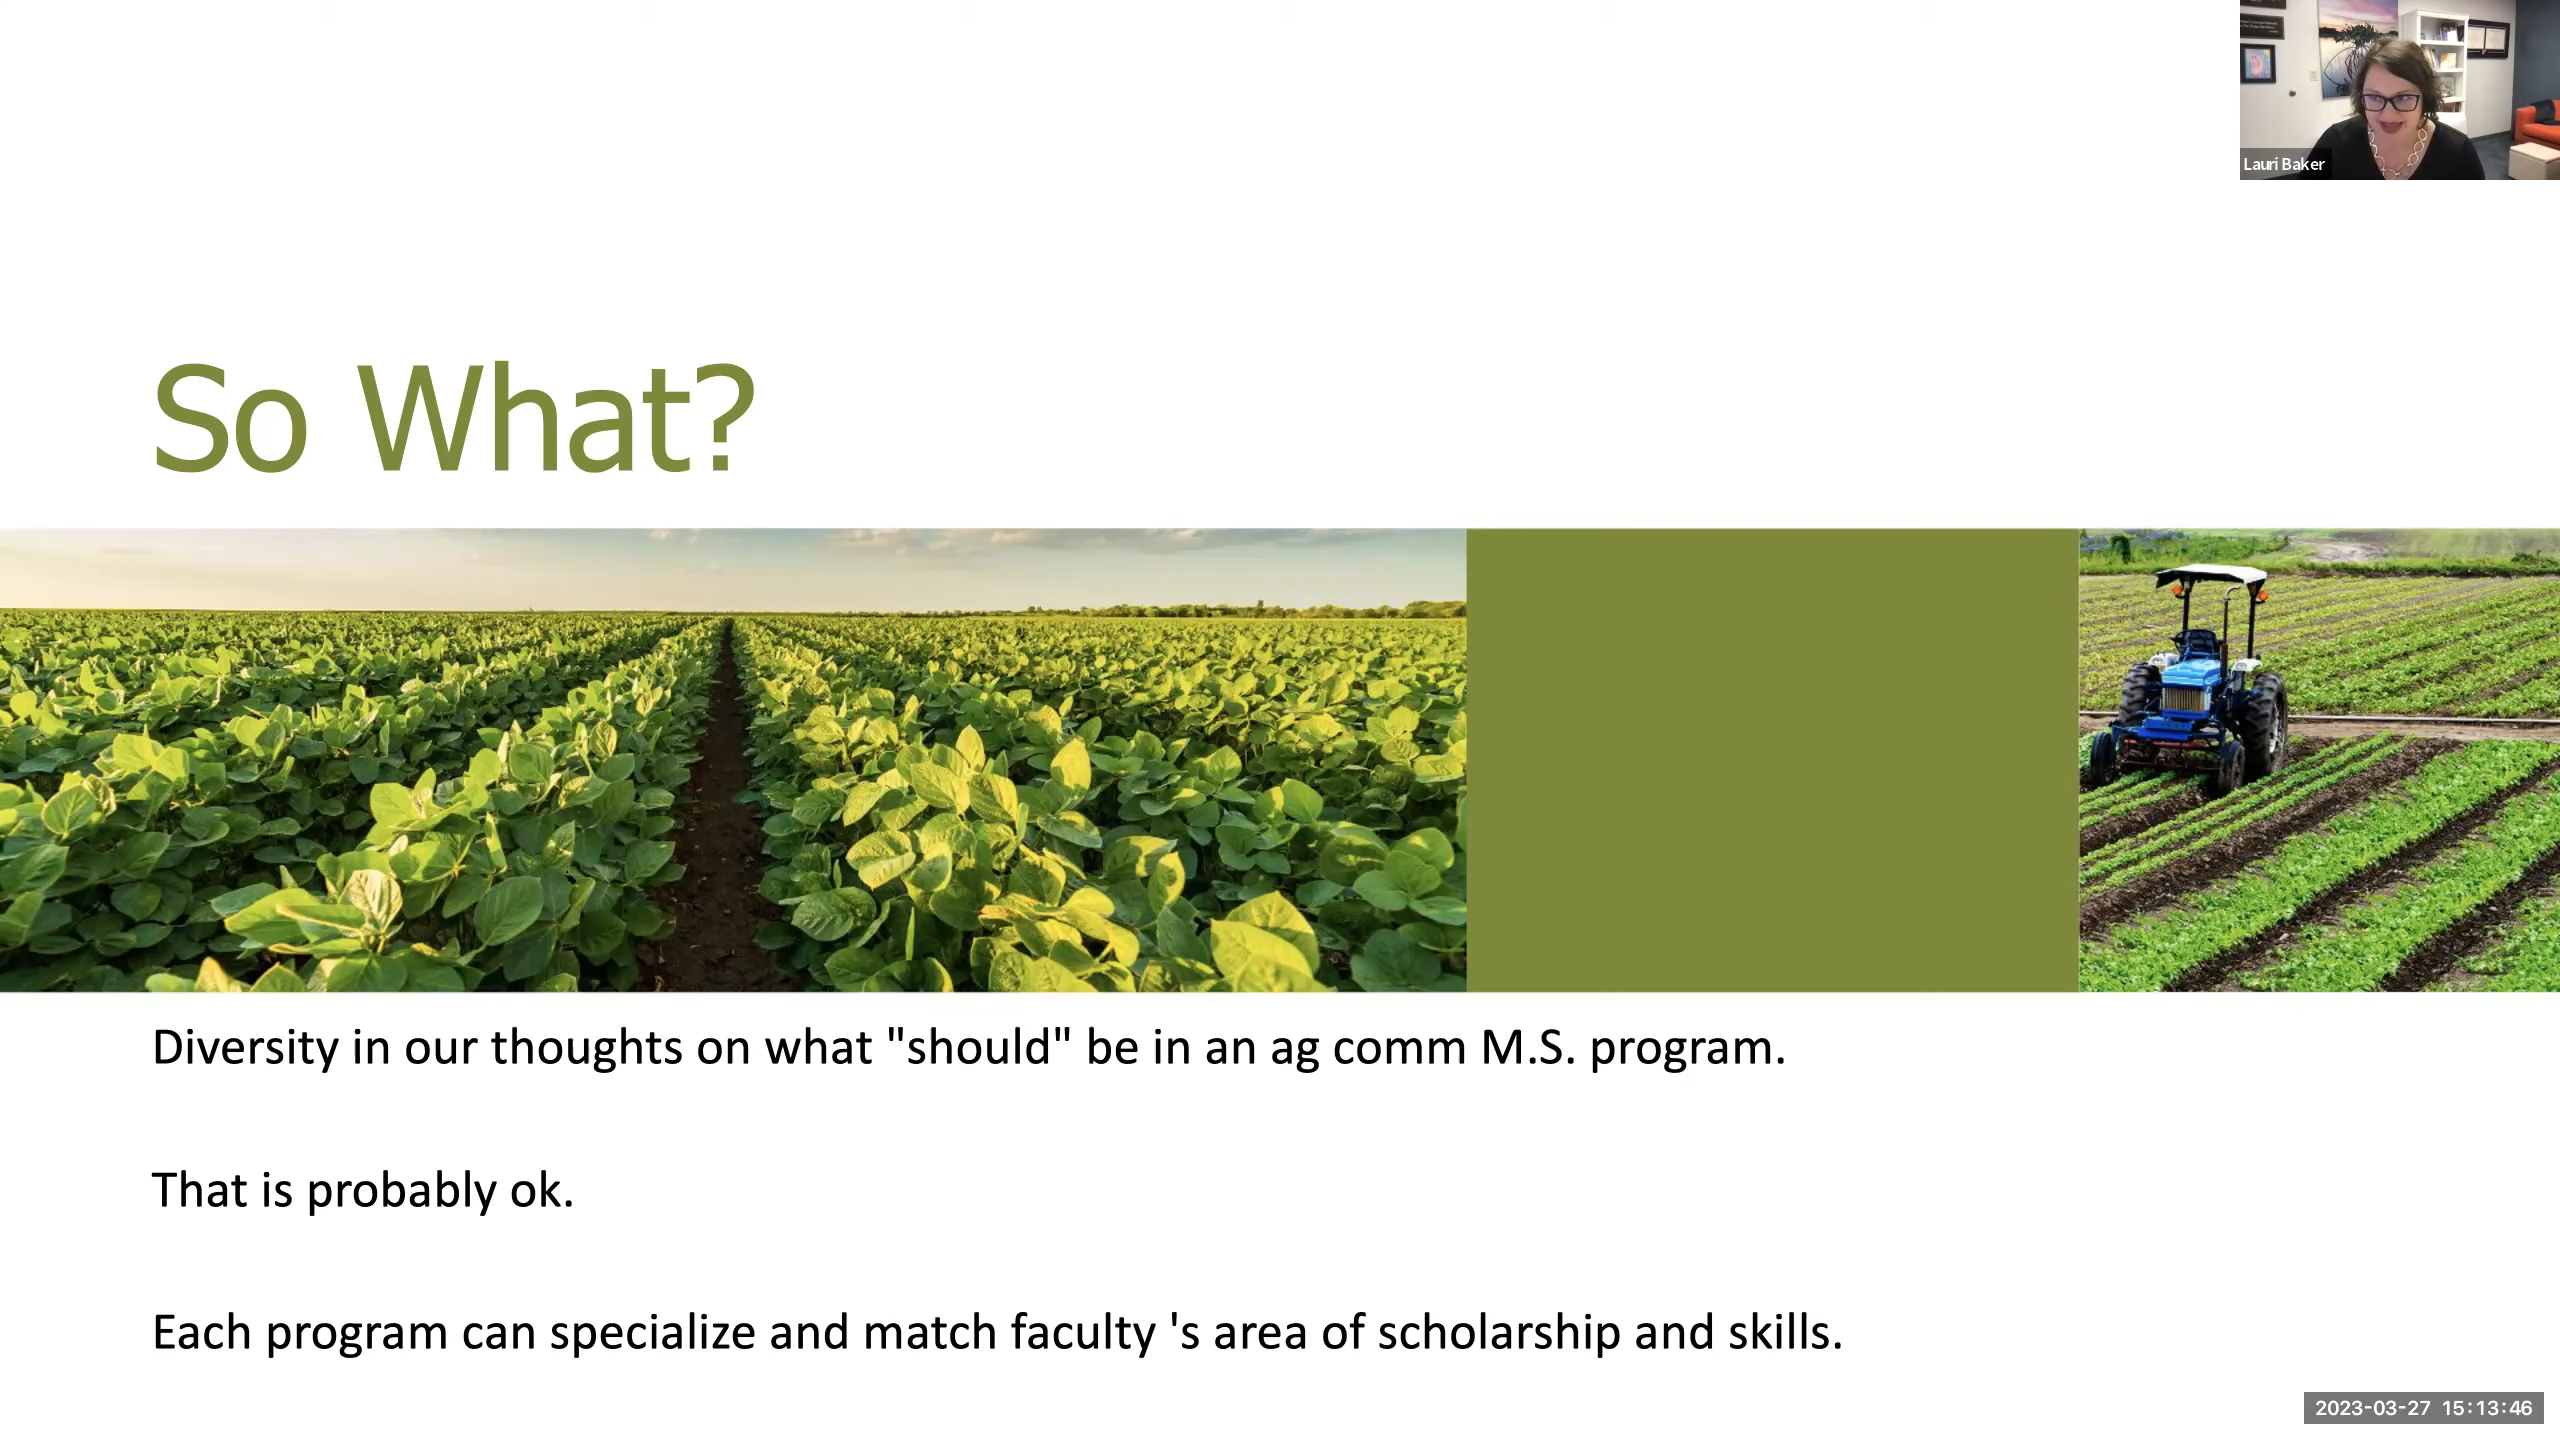 Lauri Baker
So What?
Diversity in our thoughts on what "should" be in an ag comm M.S. program.
That is probably ok.
Each program can specialize and match faculty 's area of scholarship and skills.
2023-03-27 15:13:46